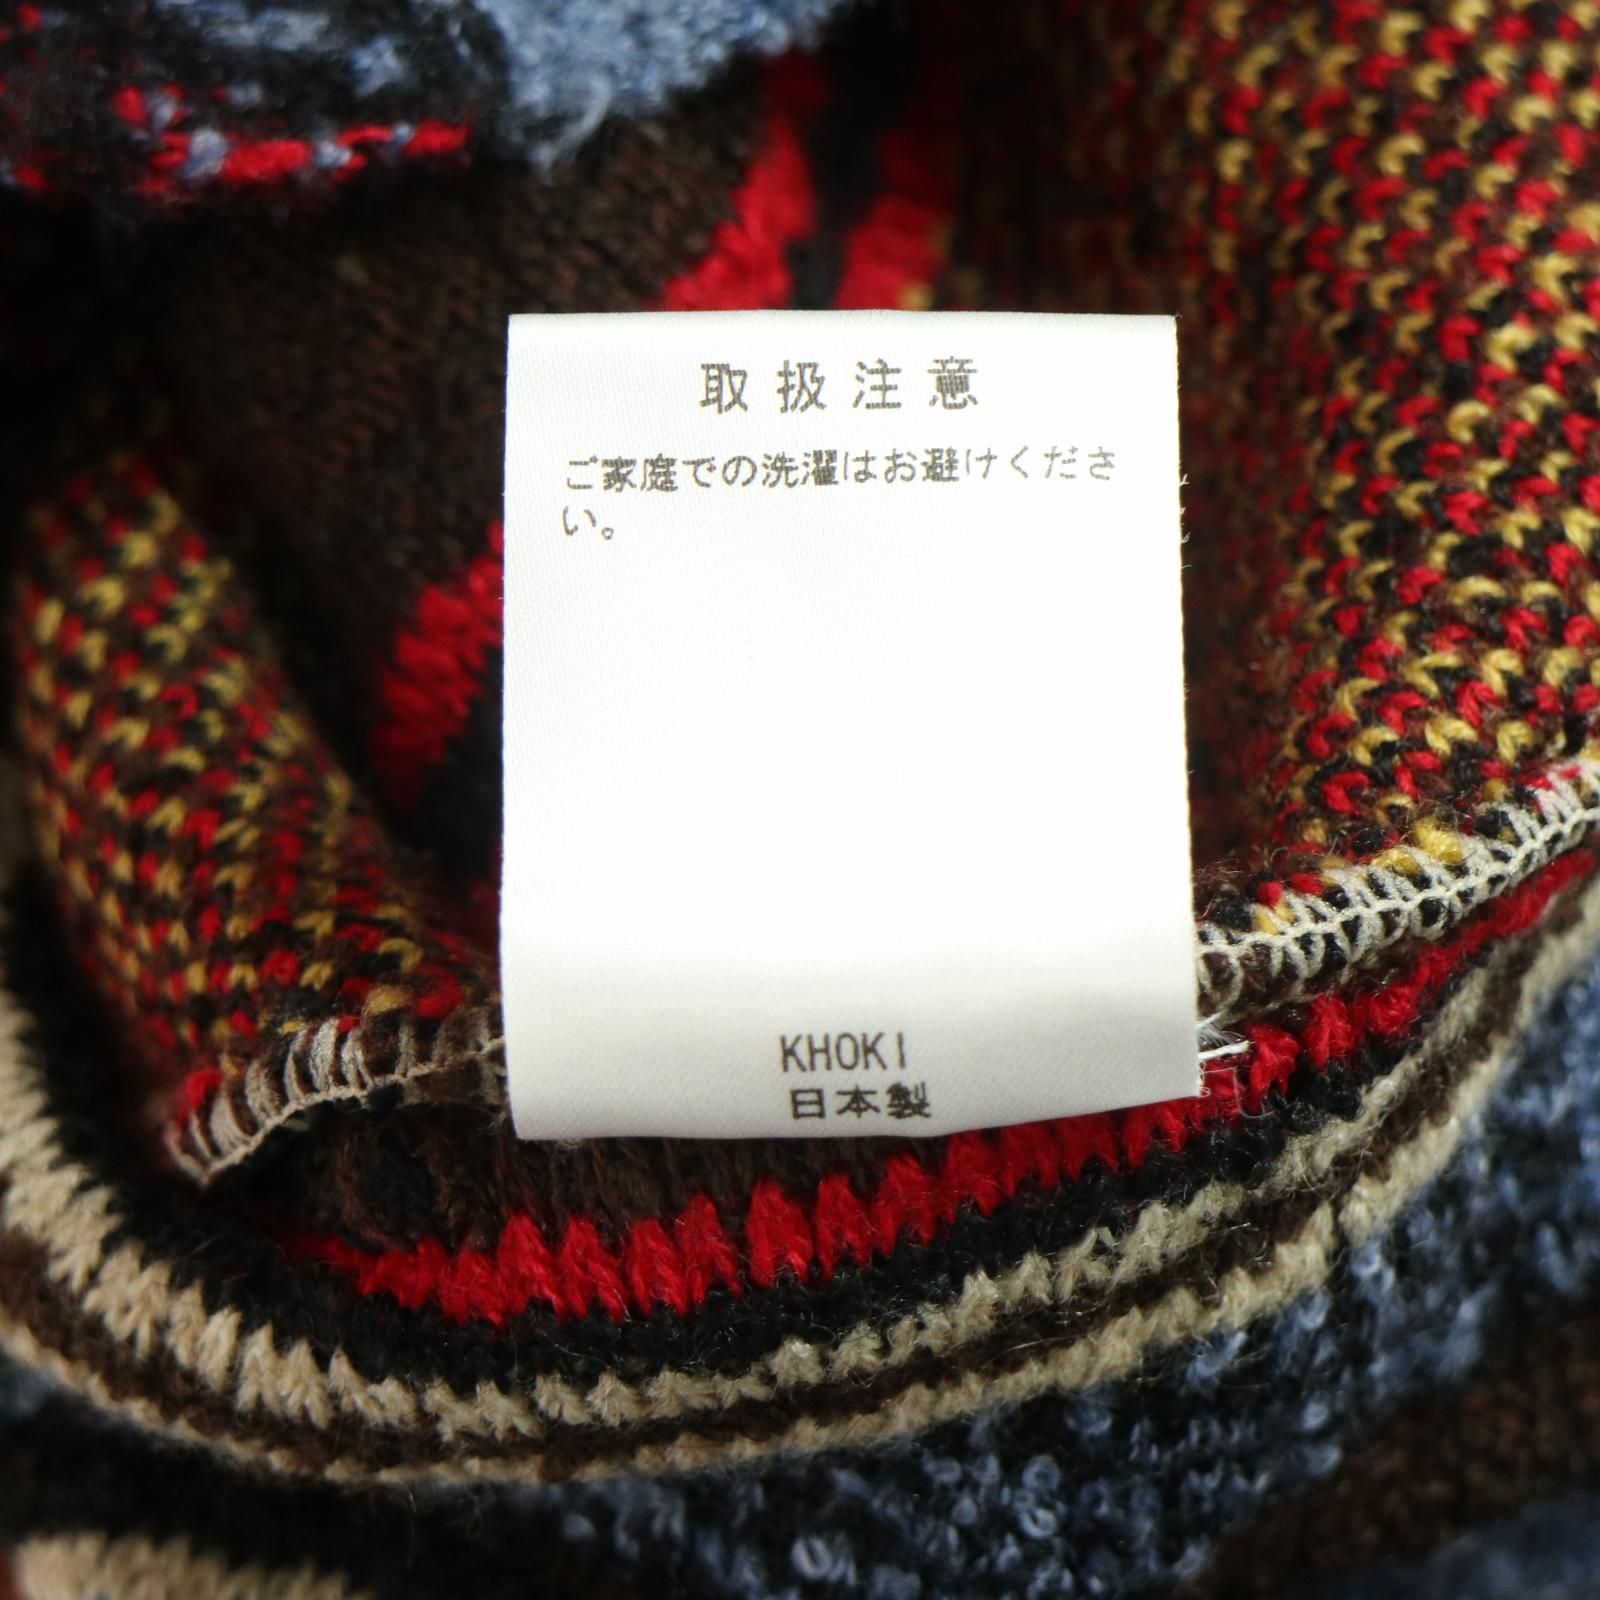 取扱注意
ご家庭での洗濯はお避けくださ
い。
KHOKI
日本製